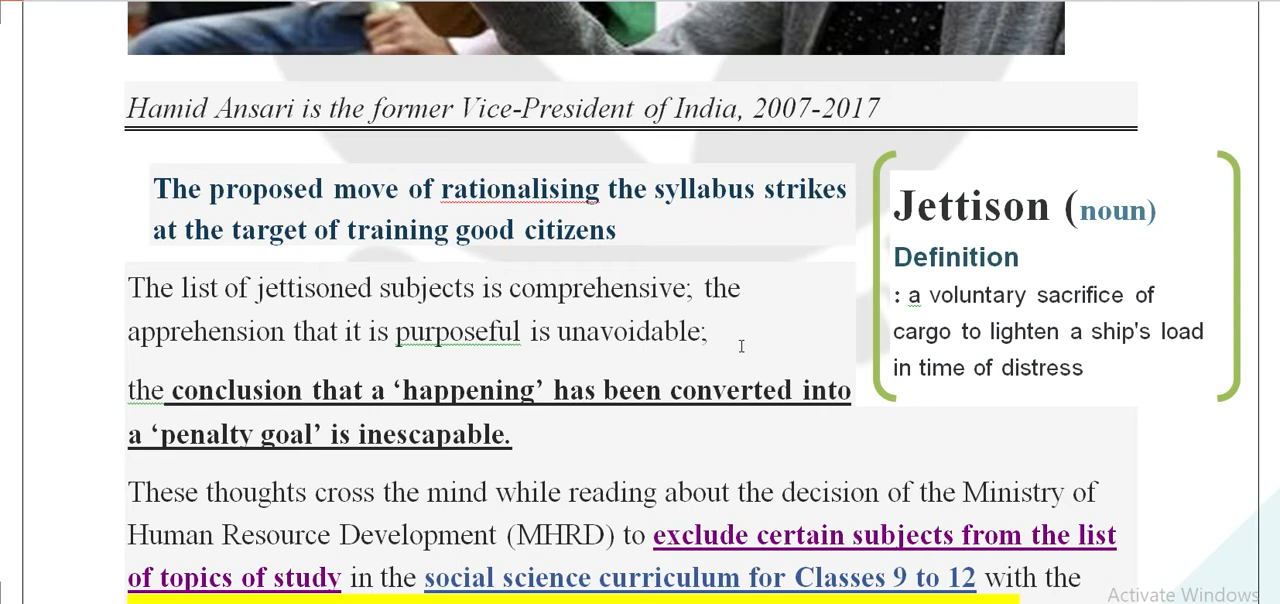 Hamid Ansari is the former Vice-President of India, 2007-2017
The proposed move of rationalising the syllabus strikes
at the target of training good citizens
The list of jettisoned subjects is comprehensive; the
apprehension that it is purposeful is unavoidable;
the conclusion that a ‘happening’ has been converted into
a ‘penalty goal’ is inescapable.
Jettison (noun)
Definition
: a voluntary sacrifice of
cargo to lighten a ship's load
in time of distress
These thoughts cross the mind while reading about the decision of the Ministry of
Human Resource Development (MHRD) to exclude certain subjects from the list
of topics of study in the social science curriculum for Classes 9 to 12 with the
Activate Windows